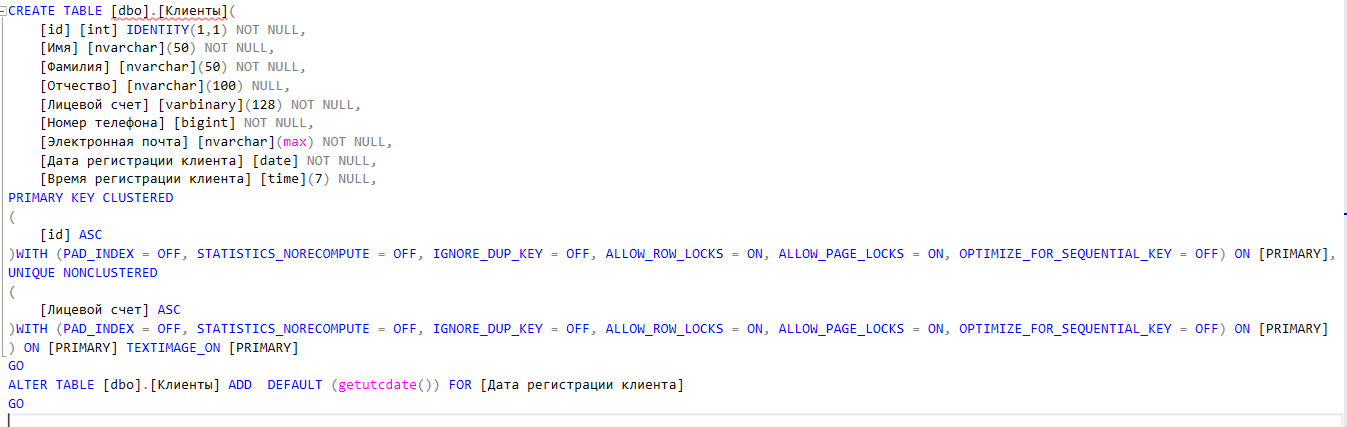 CREATE TABLE [dbo].[Клиенты](
    [id] [int] IDENTITY(1,1) NOT NULL,
    [Имя] [nvarchar](50) NOT NULL,
    [Фамилия] [nvarchar](50) NOT NULL,
    [Отчество] [nvarchar](100) NULL,
    [Лицевой счет] [varbinary](128) NOT NULL,
    [Номер телефона] [bigint] NOT NULL,
    [Электронная почта] [nvarchar](max) NOT NULL,
    [Дата регистрации клиента] [date] NOT NULL,
    [Время регистрации клиента] [time](7) NULL,
PRIMARY KEY CLUSTERED
(
    [id] ASC
)WITH (PAD_INDEX = OFF, STATISTICS_NORECOMPUTE = OFF, IGNORE_DUP_KEY = OFF, ALLOW_ROW_LOCKS = ON, ALLOW_PAGE_LOCKS = ON, OPTIMIZE_FOR_SEQUENTIAL_KEY = OFF) ON [PRIMARY],
UNIQUE NONCLUSTERED
(
    [Лицевой счет] ASC
)WITH (PAD_INDEX = OFF, STATISTICS_NORECOMPUTE = OFF, IGNORE_DUP_KEY = OFF, ALLOW_ROW_LOCKS = ON, ALLOW_PAGE_LOCKS = ON, OPTIMIZE_FOR_SEQUENTIAL_KEY = OFF) ON [PRIMARY]
) ON [PRIMARY] TEXTIMAGE_ON [PRIMARY]
GO
ALTER TABLE [dbo].[Клиенты] ADD  DEFAULT (getutcdate()) FOR [Дата регистрации клиента]
GO